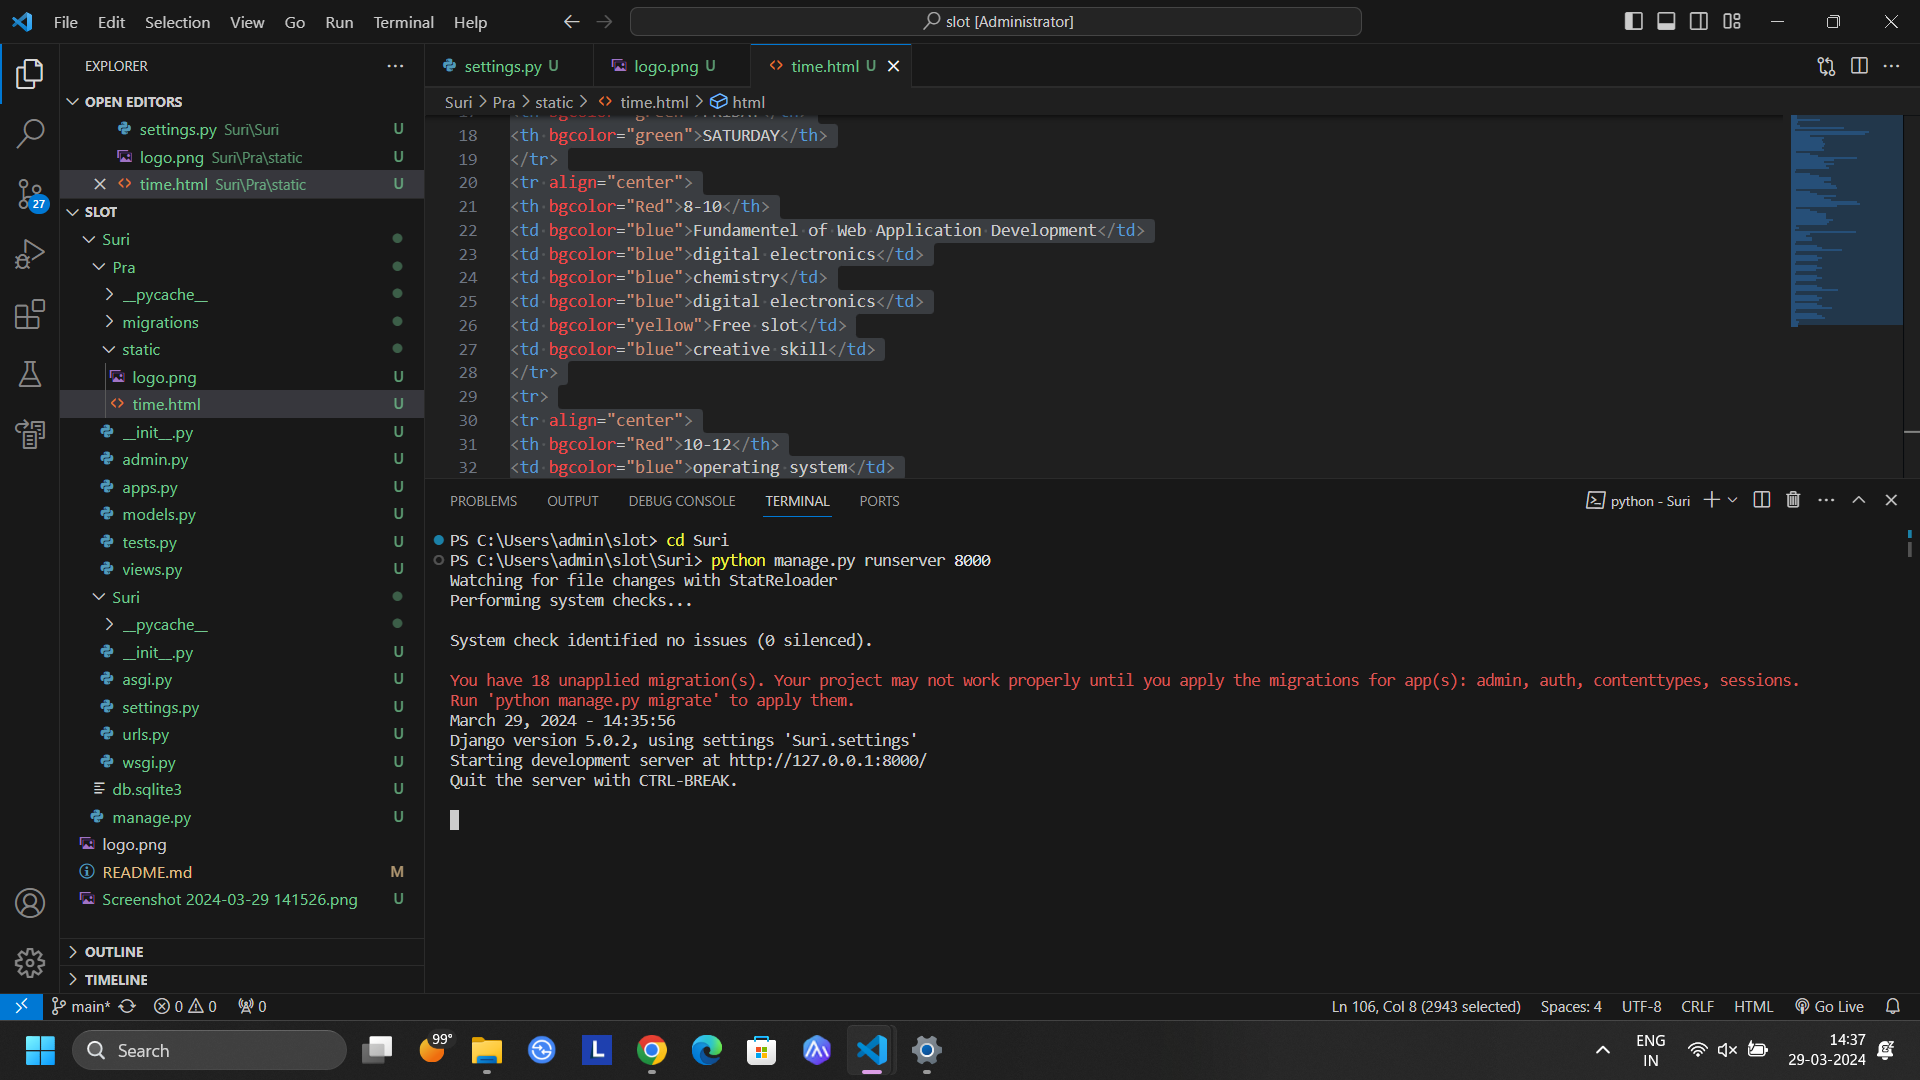 File Edit Selection View Go Run Terminal Help
slot [Administrator]
EXPLORER
OPEN EDITORS
settings.py Suri\Suri U
logo.png Suri\Pra\static U
time.html Suri\Pra\static U
SLOT
Suri
Pra
__pycache__
migrations
static
logo.png U
time.html U
__init__.py U
admin.py U
apps.py U
models.py U
tests.py U
views.py U
Suri
__pycache__
__init__.py U
asgi.py U
settings.py U
urls.py U
wsgi.py U
db.sqlite3 U
manage.py U
logo.png
README.md M
Screenshot 2024-03-29 141526.png U
OUTLINE
TIMELINE
27
settings.py U
logo.png U
time.html U
Suri > Pra > static > time.html > html
18 <th bgcolor="green">SATURDAY</th>
19 </tr>
20 <tr align="center">
21 <th bgcolor="Red">8-10</th>
22 <td bgcolor="blue">Fundamentel of Web Application Development</td>
23 <td bgcolor="blue">digital electronics</td>
24 <td bgcolor="blue">chemistry</td>
25 <td bgcolor="blue">digital electronics</td>
26 <td bgcolor="yellow">Free slot</td>
27 <td bgcolor="blue">creative skill</td>
28 </tr>
29 <tr>
30 <tr align="center">
31 <th bgcolor="Red">10-12</th>
32 <td bgcolor="blue">operating system</td>
PROBLEMS OUTPUT DEBUG CONSOLE TERMINAL PORTS
python - Suri
PS C:\Users\admin\slot> cd Suri
PS C:\Users\admin\slot\Suri> python manage.py runserver 8000
Watching for file changes with StatReloader
Performing system checks...
System check identified no issues (0 silenced).
You have 18 unapplied migration(s). Your project may not work properly until you apply the migrations for app(s): admin, auth, contenttypes, sessions.
Run 'python manage.py migrate' to apply them.
March 29, 2024 - 14:35:56
Django version 5.0.2, using settings 'Suri.settings'
Starting development server at http://127.0.0.1:8000/
Quit the server with CTRL-BREAK.
main* 0 0 0
Ln 106, Col 8 (2943 selected) Spaces: 4 UTF-8 CRLF HTML Go Live
Search
99°
L
ENG
IN
14:37
29-03-2024